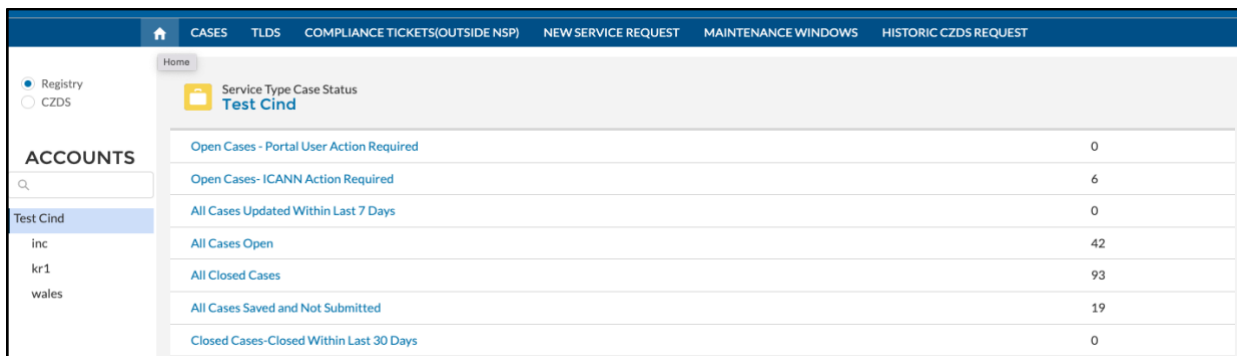 CASES TLDS COMPLIANCE TICKETS(OUTSIDE NSP) NEW SERVICE REQUEST MAINTENANCE WINDOWS HISTORIC CZDS REQUEST
Home
Registry
CZDS
ACCOUNTS
Test Cind
inc
kr1
wales
Service Type Case Status
Test Cind
Open Cases - Portal User Action Required 0
Open Cases- ICANN Action Required 6
All Cases Updated Within Last 7 Days 0
All Cases Open 42
All Closed Cases 93
All Cases Saved and Not Submitted 19
Closed Cases-Closed Within Last 30 Days 0